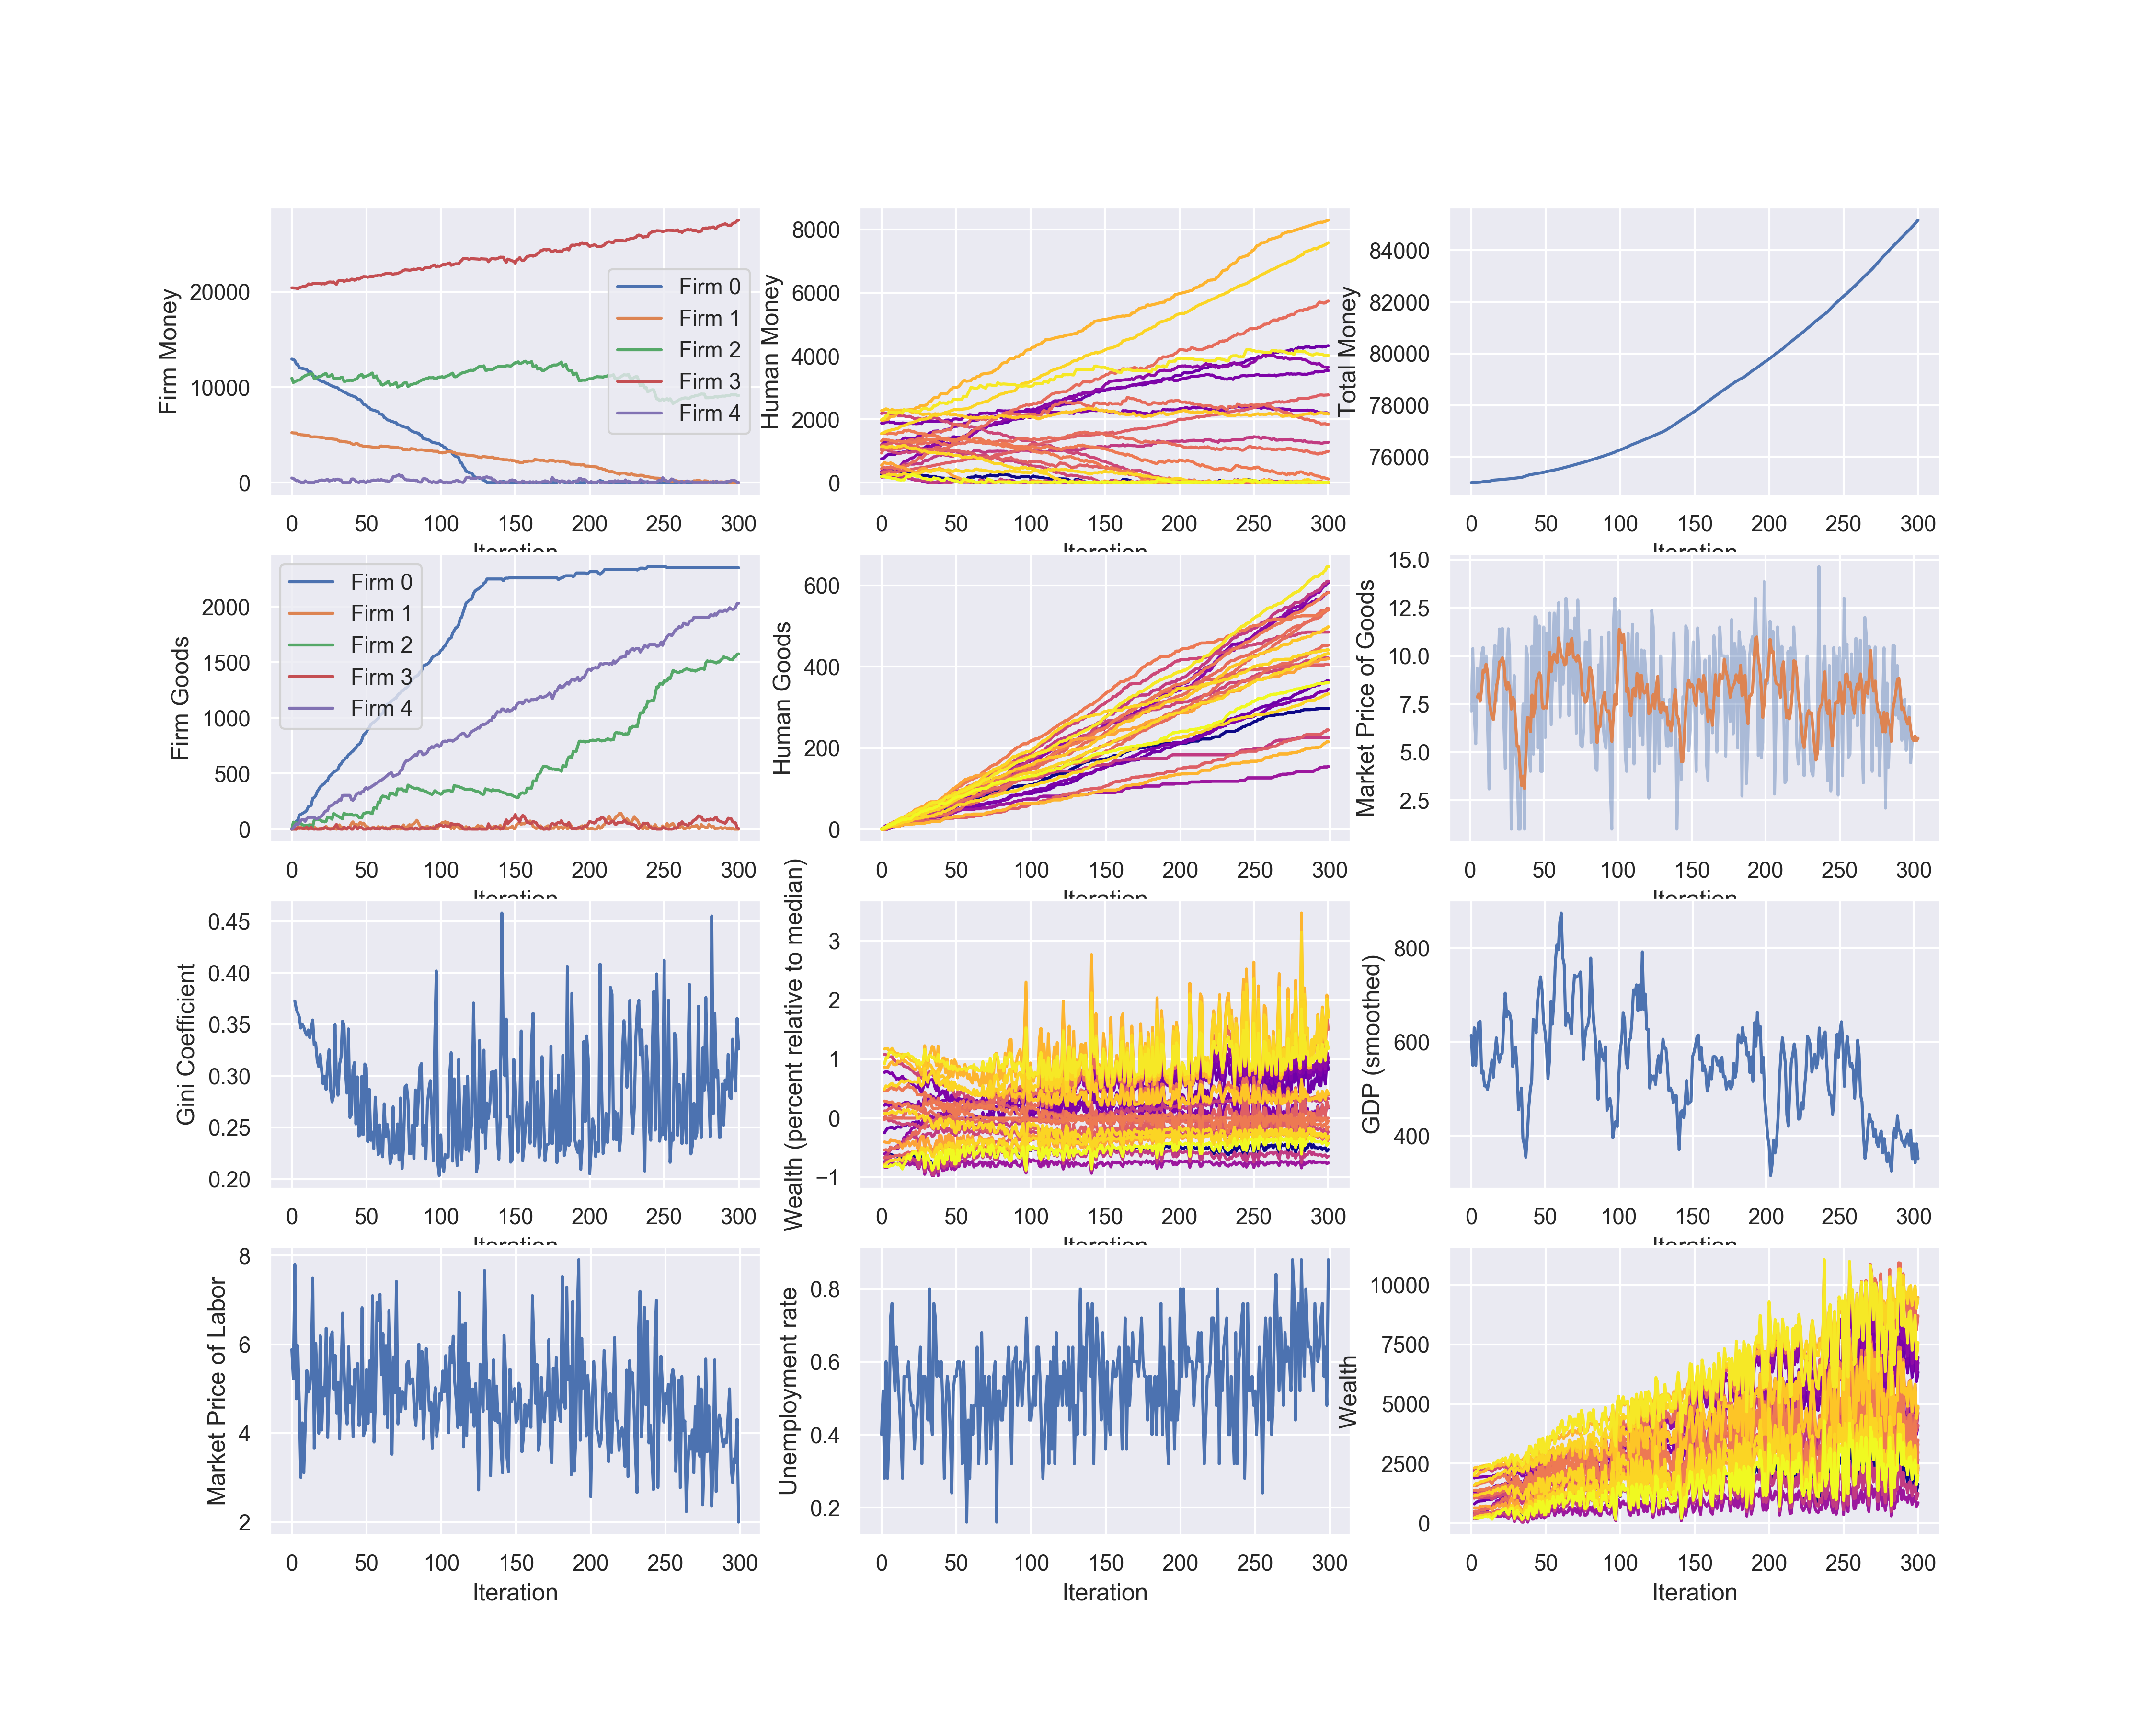 Firm Money
20000
10000
0
Firm 0
Firm 1
Firm 2
Firm 3
Firm 4
0 50 100 150 200 250 300
Iteration
Human Money
8000
6000
4000
2000
0
0 50 100 150 200 250 300
Iteration
Total Money
84000
82000
80000
78000
76000
0 50 100 150 200 250 300
Iteration
Firm Goods
2000
1500
1000
500
0
Firm 0
Firm 1
Firm 2
Firm 3
Firm 4
0 50 100 150 200 250 300
Iteration
Human Goods
600
400
200
0
0 50 100 150 200 250 300
Iteration
Market Price of Goods
15.0
12.5
10.0
7.5
5.0
2.5
0 50 100 150 200 250 300
Iteration
Gini Coefficient
0.45
0.40
0.35
0.30
0.25
0.20
0 50 100 150 200 250 300
Iteration
Wealth (percent relative to median)
3
2
1
0
−1
0 50 100 150 200 250 300
Iteration
GDP (smoothed)
800
600
400
0 50 100 150 200 250 300
Iteration
Market Price of Labor
8
6
4
2
0 50 100 150 200 250 300
Iteration
Unemployment rate
0.8
0.6
0.4
0.2
0 50 100 150 200 250 300
Iteration
Wealth
10000
7500
5000
2500
0
0 50 100 150 200 250 300
Iteration